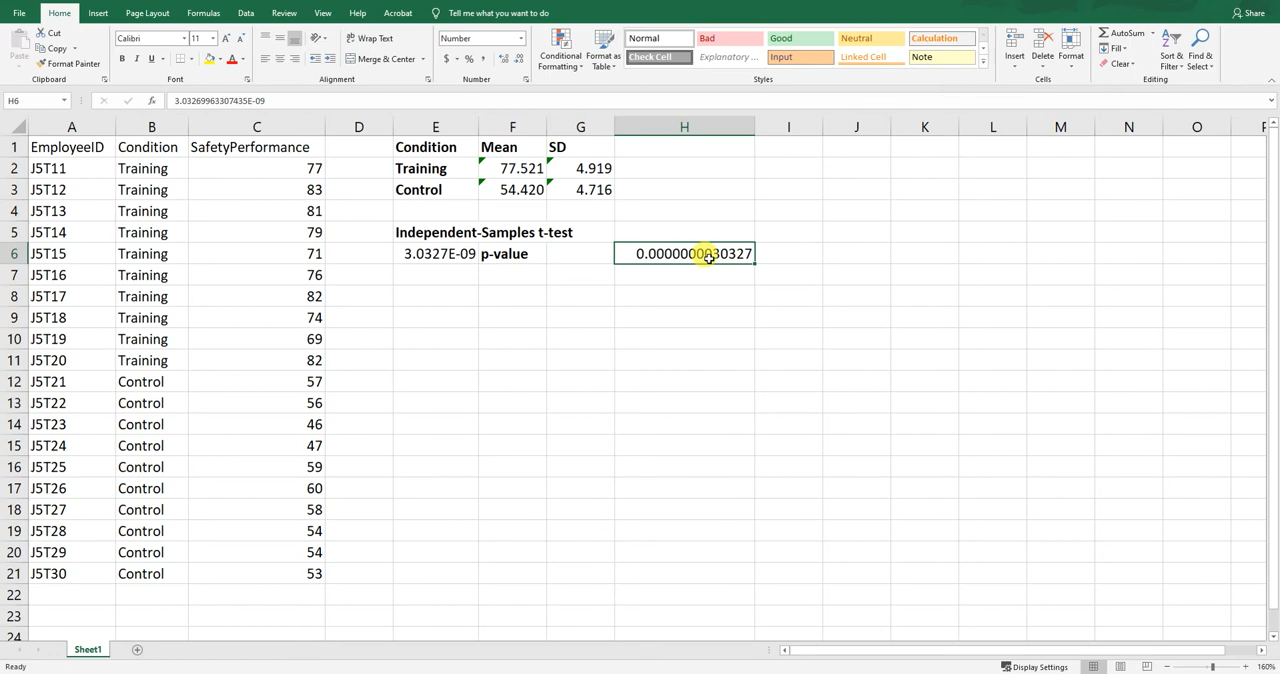 File Home Insert Page Layout Formulas Data Review View Help Acrobat Tell me what you want to do Share
Paste Cut Copy Format Painter Clipboard
Calibri 11 A A B I U A Font
Wrap Text Merge & Center Alignment
Number $ % , Number
Conditional Formatting Format as Table
Normal Bad Good Neutral Calculation
Check Cell Explanatory ... Input Linked Cell Note
Styles
Insert Delete Format Cells
AutoSum Fill Clear Sort & Filter Find & Select Editing
H6 fx 3.03269963307435E-09
A B C D E F G H I J K L M N O P
1 EmployeeID Condition SafetyPerformance Condition Mean SD
2 J5T11 Training 77 Training 77.521 4.919
3 J5T12 Training 83 Control 54.420 4.716
4 J5T13 Training 81
5 J5T14 Training 79 Independent-Samples t-test
6 J5T15 Training 71 3.0327E-09 p-value 0.0000000030327
7 J5T16 Training 76
8 J5T17 Training 82
9 J5T18 Training 74
10 J5T19 Training 69
11 J5T20 Training 82
12 J5T21 Control 57
13 J5T22 Control 56
14 J5T23 Control 46
15 J5T24 Control 47
16 J5T25 Control 59
17 J5T26 Control 60
18 J5T27 Control 58
19 J5T28 Control 54
20 J5T29 Control 54
21 J5T30 Control 53
22
23
24
Sheet1
Ready Display Settings 160%